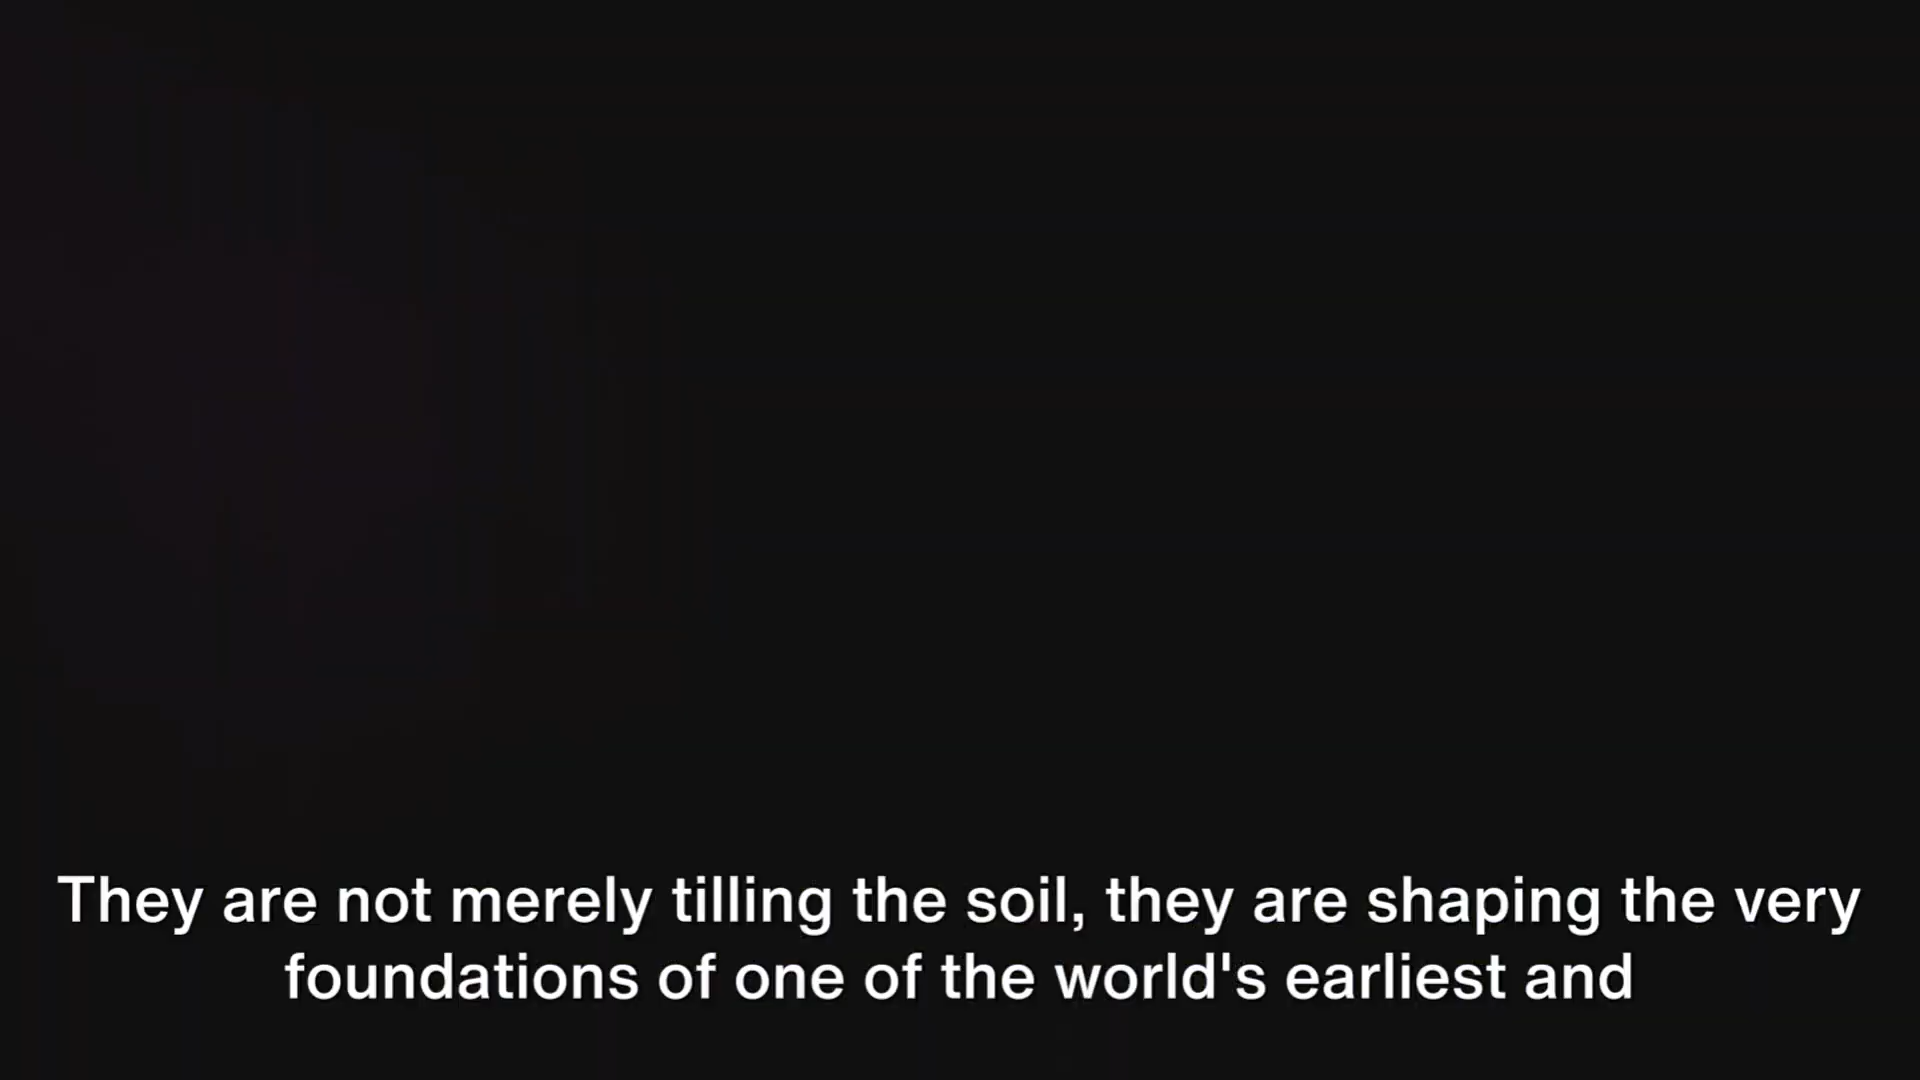 They are not merely tilling the soil, they are shaping the very
foundations of one of the world's earliest and